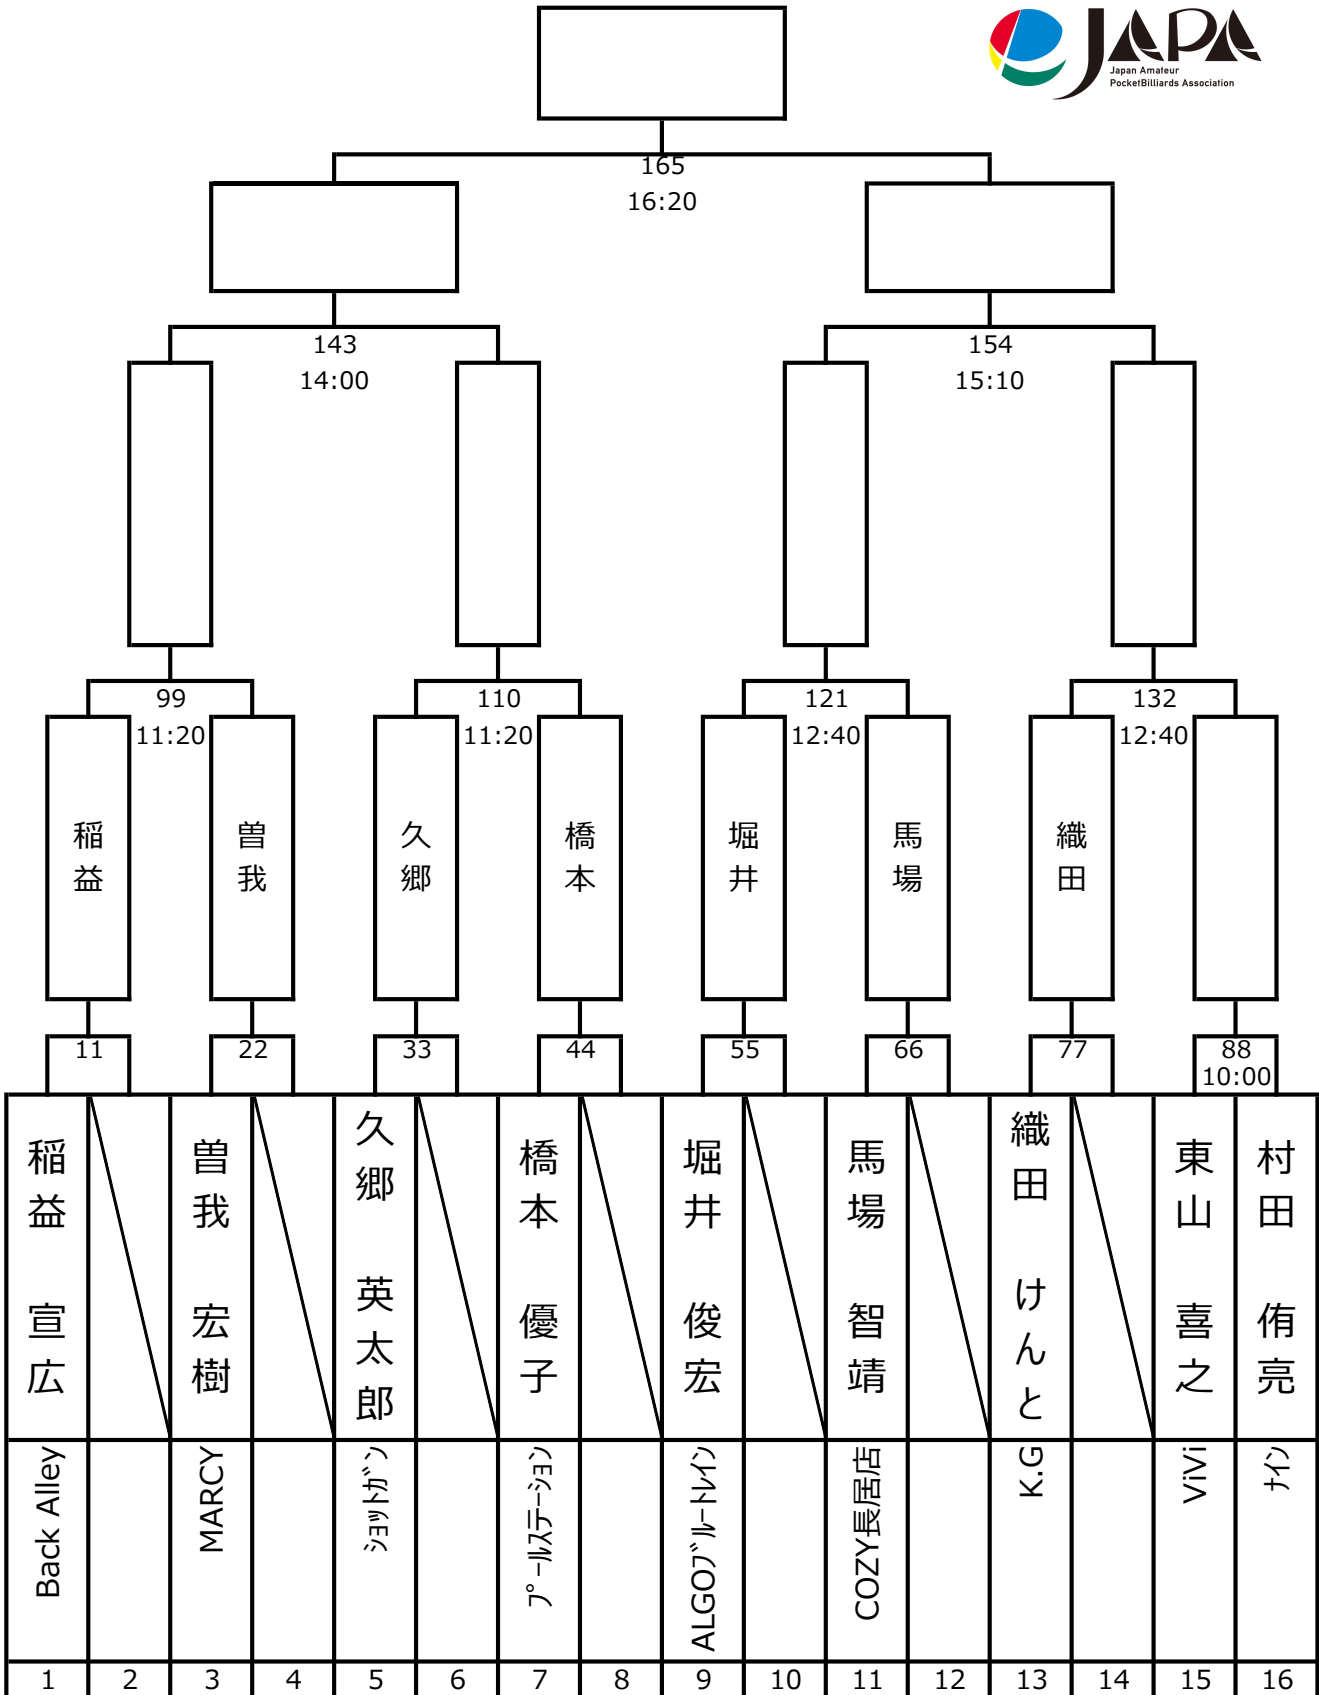 JAPA
Japan Amateur
PocketBilliards Association
165
16:20
143
14:00
154
15:10
99
11:20
110
11:20
121
12:40
132
12:40
稲益
曽我
久郷
橋本
堀井
馬場
織田
11
22
33
44
55
66
77
88
10:00
稲益 宣広
曽我 宏樹
久郷 英太郎
橋本 優子
堀井 俊宏
馬場 智靖
織田 けんと
東山 喜之
村田 侑亮
Back Alley
MARCY
ｼｮｯﾄｶﾞﾝ
ﾌﾟｰﾙｽﾃｰｼｮﾝ
ALGOﾌﾞﾙｰﾄﾚｲﾝ
COZY長居店
K.G
ViVi
ﾅｲﾝ
1 2 3 4 5 6 7 8 9 10 11 12 13 14 15 16